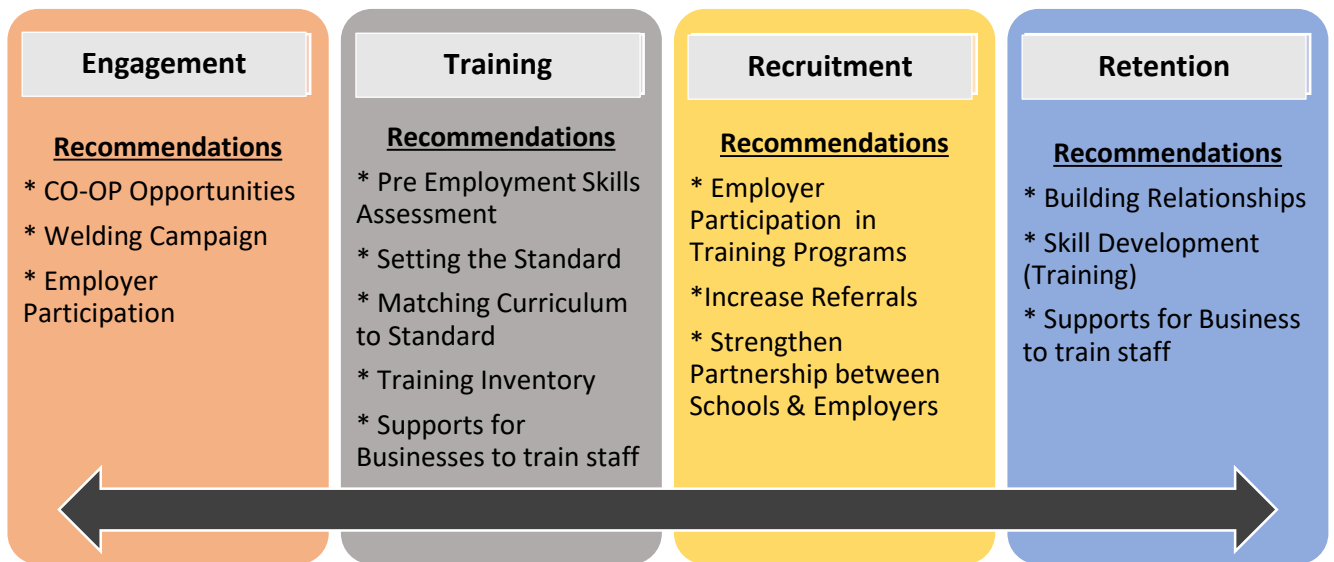 Engagement
Recommendations
* CO-OP Opportunities
* Welding Campaign
* Employer
Participation
Training
Recommendations
* Pre Employment Skills
Assessment
* Setting the Standard
* Matching Curriculum
to Standard
* Training Inventory
* Supports for
Businesses to train staff
Recruitment
Recommendations
* Employer
Participation in
Training Programs
*Increase Referrals
* Strengthen
Partnership between
Schools & Employers
Retention
Recommendations
* Building Relationships
* Skill Development
(Training)
* Supports for Business
to train staff